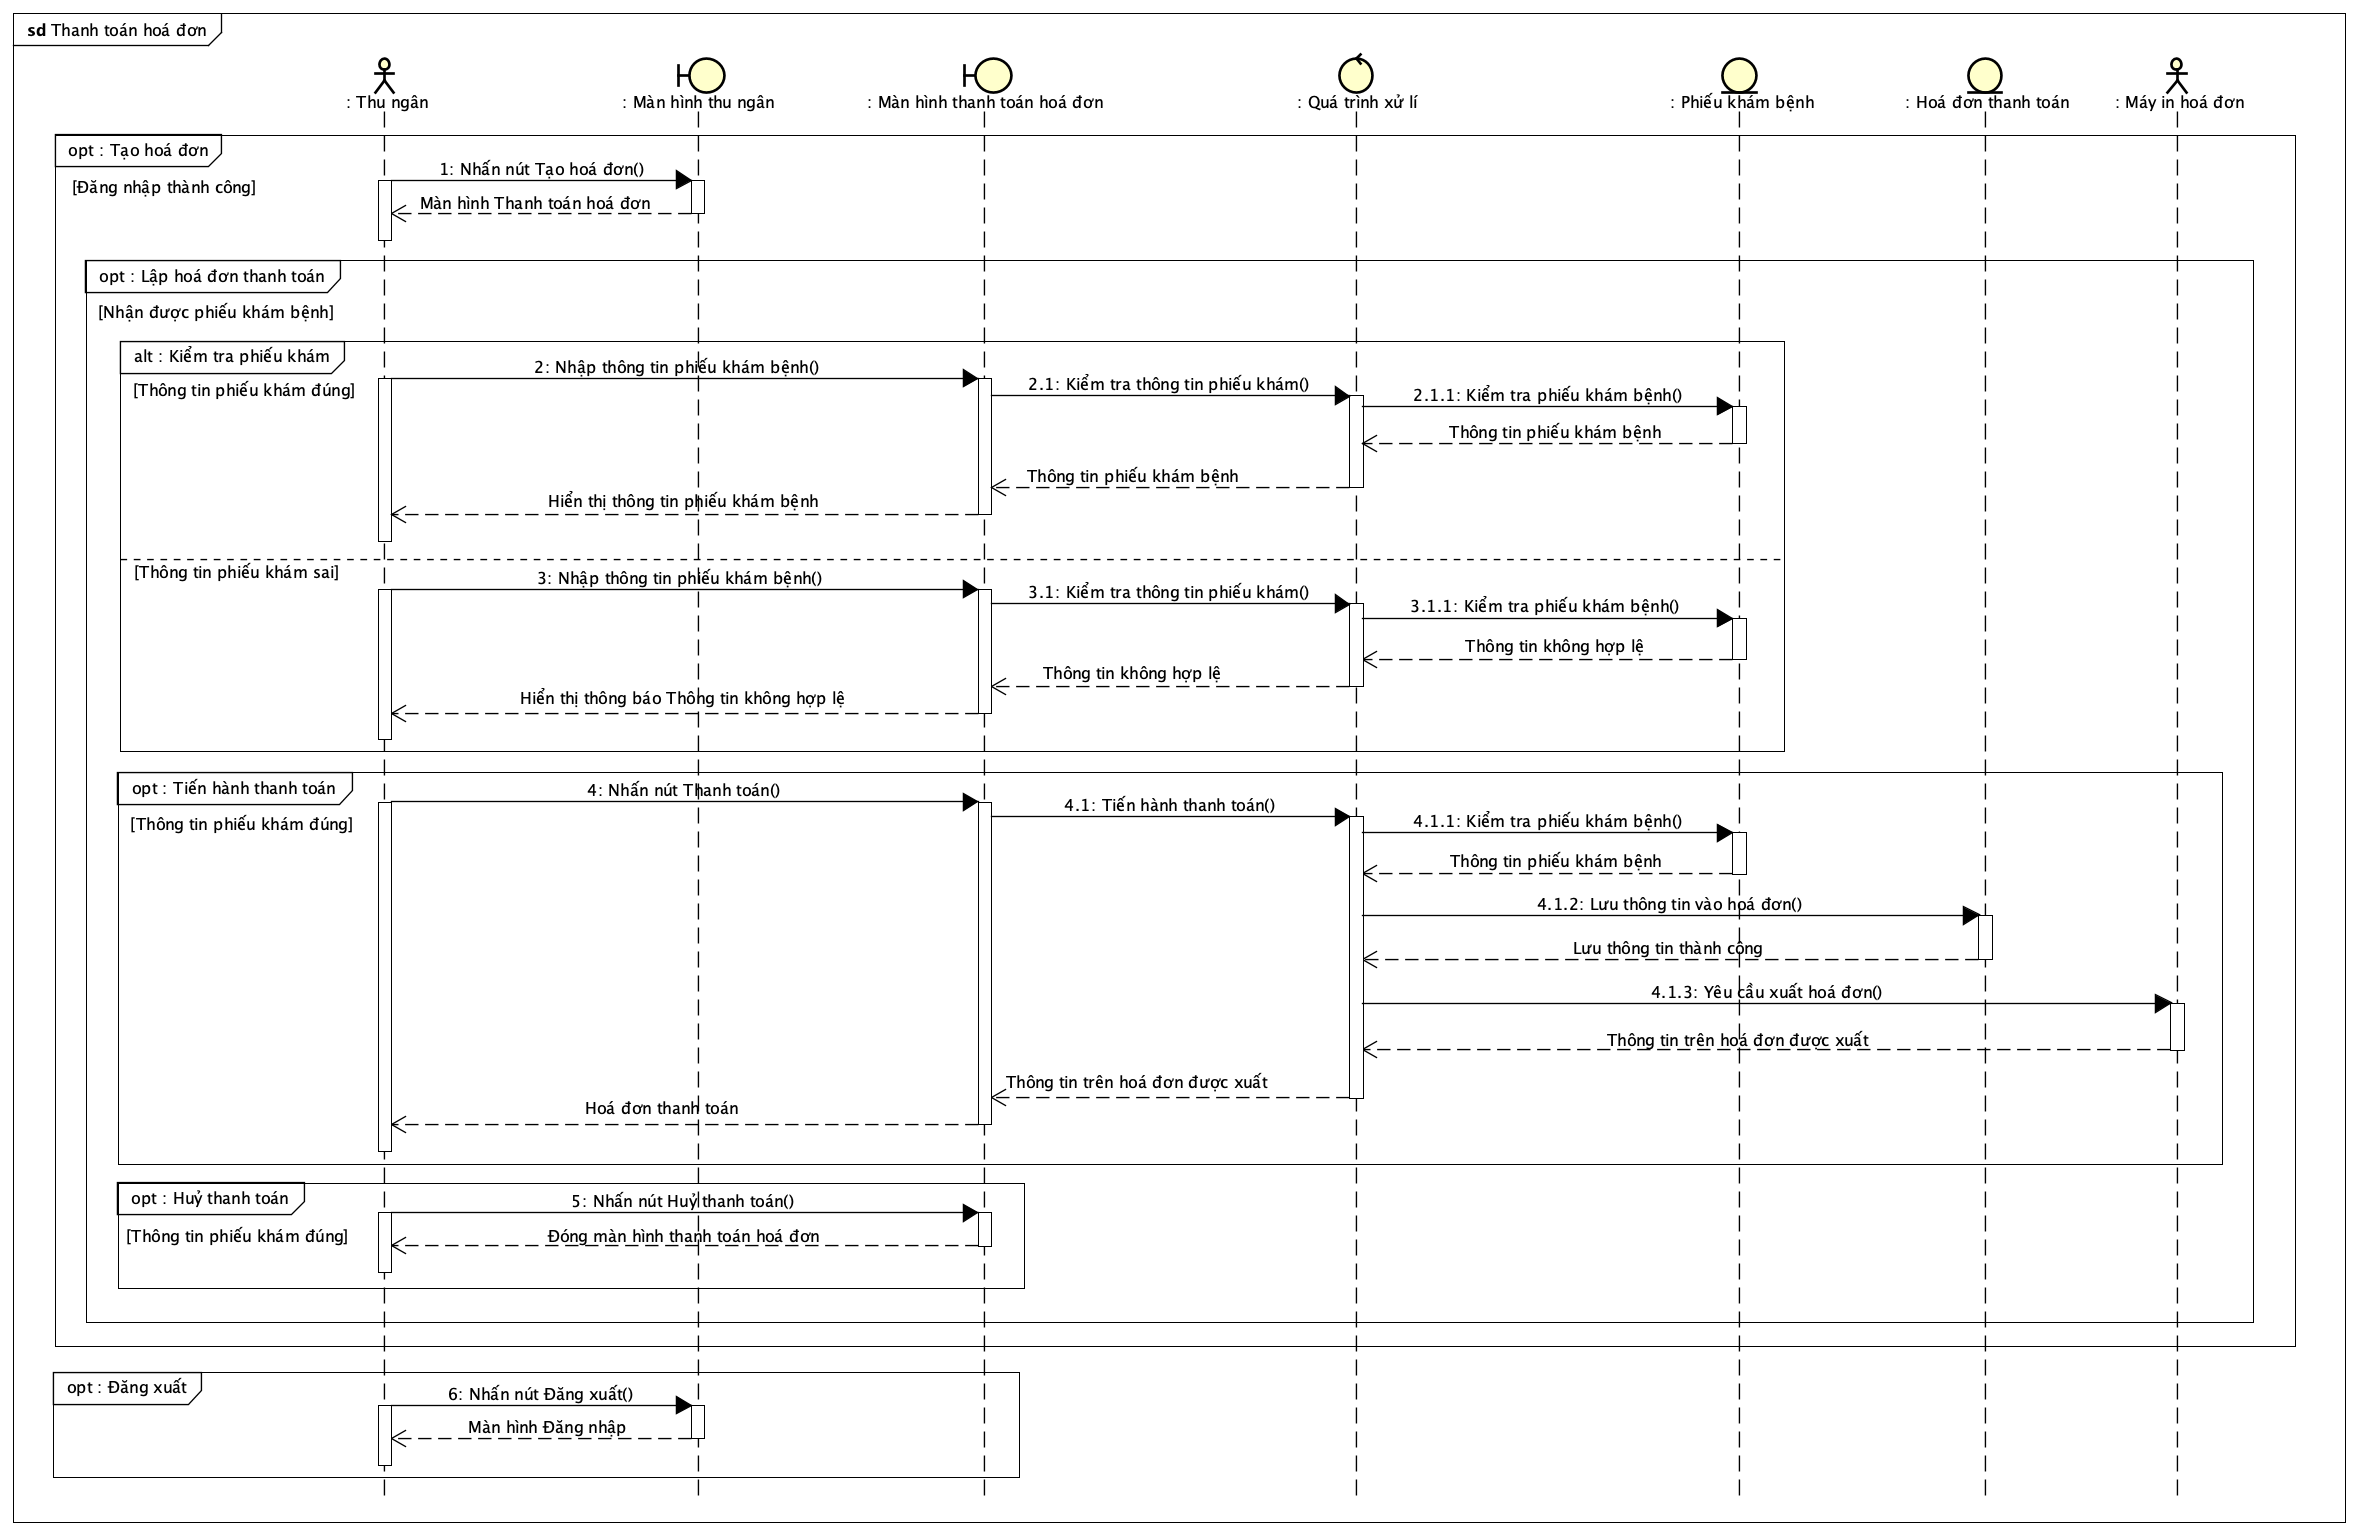 sd Thanh toán hoá đơn
: Thu ngân
: Màn hình thu ngân
: Màn hình thanh toán hoá đơn
: Quá trình xử lí
: Phiếu khám bệnh
: Hoá đơn thanh toán
: Máy in hoá đơn
opt : Tạo hoá đơn
[Đăng nhập thành công]
1: Nhấn nút Tạo hoá đơn()
Màn hình Thanh toán hoá đơn
opt : Lập hoá đơn thanh toán
[Nhận được phiếu khám bệnh]
alt : Kiểm tra phiếu khám
[Thông tin phiếu khám đúng]
2: Nhập thông tin phiếu khám bệnh()
2.1: Kiểm tra thông tin phiếu khám()
2.1.1: Kiểm tra phiếu khám bệnh()
Thông tin phiếu khám bệnh
Thông tin phiếu khám bệnh
Hiển thị thông tin phiếu khám bệnh
[Thông tin phiếu khám sai]
3: Nhập thông tin phiếu khám bệnh()
3.1: Kiểm tra thông tin phiếu khám()
3.1.1: Kiểm tra phiếu khám bệnh()
Thông tin không hợp lệ
Thông tin không hợp lệ
Hiển thị thông báo Thông tin không hợp lệ
opt : Tiến hành thanh toán
[Thông tin phiếu khám đúng]
4: Nhấn nút Thanh toán()
4.1: Tiến hành thanh toán()
4.1.1: Kiểm tra phiếu khám bệnh()
Thông tin phiếu khám bệnh
4.1.2: Lưu thông tin vào hoá đơn()
Lưu thông tin thành công
4.1.3: Yêu cầu xuất hoá đơn()
Thông tin trên hoá đơn được xuất
Thông tin trên hoá đơn được xuất
Hoá đơn thanh toán
opt : Huỷ thanh toán
[Thông tin phiếu khám đúng]
5: Nhấn nút Huỷ thanh toán()
Đóng màn hình thanh toán hoá đơn
opt : Đăng xuất
6: Nhấn nút Đăng xuất()
Màn hình Đăng nhập